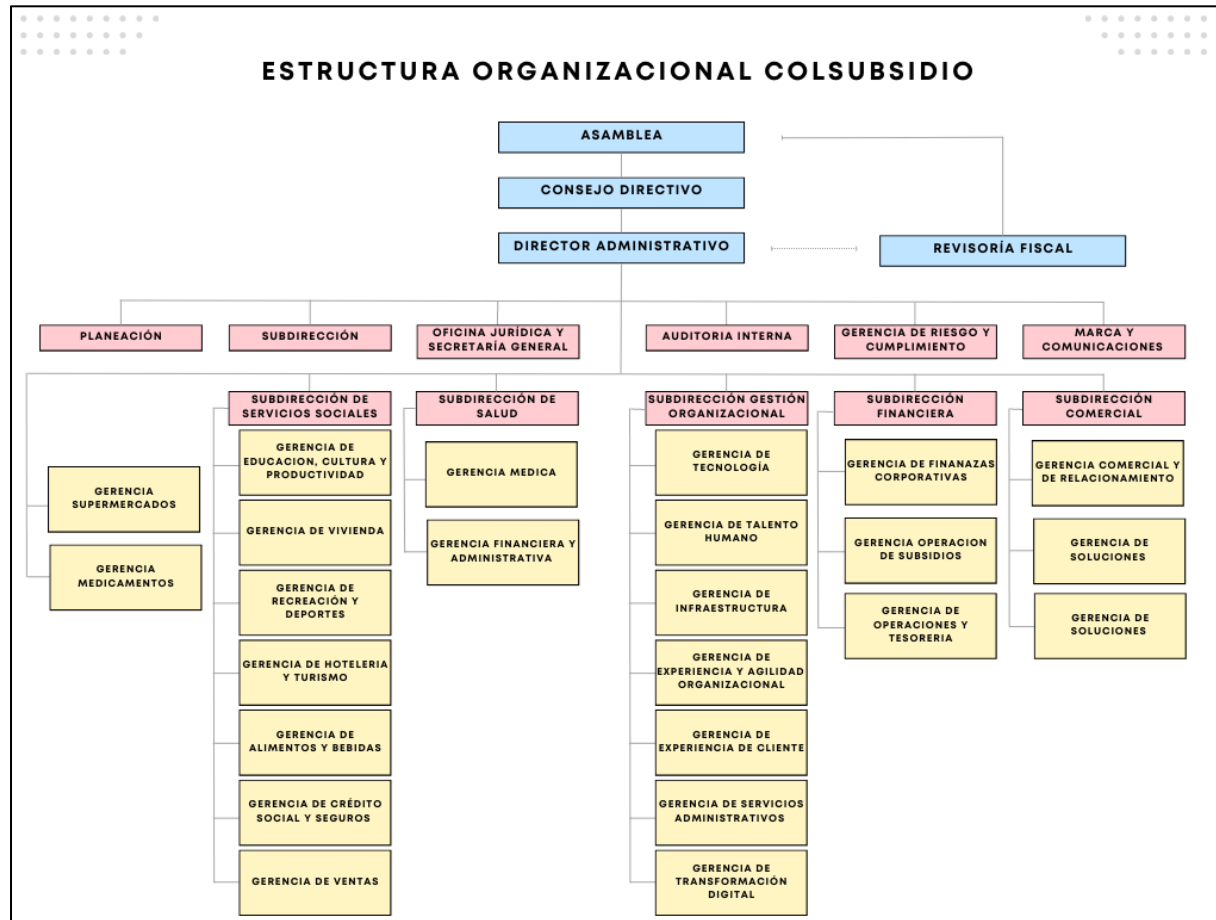 ESTRUCTURA ORGANIZACIONAL COLSUBSIDIO
ASAMBLEA
CONSEJO DIRECTIVO
DIRECTOR ADMINISTRATIVO
REVISORÍA FISCAL
PLANEACIÓN
SUBDIRECCIÓN
OFICINA JURÍDICA Y
SECRETARÍA GENERAL
AUDITORIA INTERNA
GERENCIA DE RIESGO Y
CUMPLIMIENTO
MARCA Y
COMUNICACIONES
GERENCIA
SUPERMERCADOS
GERENCIA
MEDICAMENTOS
SUBDIRECCIÓN DE
SERVICIOS SOCIALES
GERENCIA DE
EDUCACION, CULTURA Y
PRODUCTIVIDAD
GERENCIA DE VIVIENDA
GERENCIA DE
RECREACIÓN Y
DEPORTES
GERENCIA DE HOTELERIA
Y TURISMO
GERENCIA DE
ALIMENTOS Y BEBIDAS
GERENCIA DE CRÉDITO
SOCIAL Y SEGUROS
GERENCIA DE VENTAS
SUBDIRECCIÓN DE
SALUD
GERENCIA MEDICA
GERENCIA FINANCIERA Y
ADMINISTRATIVA
SUBDIRECCIÓN GESTIÓN
ORGANIZACIONAL
GERENCIA DE
TECNOLOGÍA
GERENCIA DE TALENTO
HUMANO
GERENCIA DE
INFRAESTRUCTURA
GERENCIA DE
EXPERIENCIA Y AGILIDAD
ORGANIZACIONAL
GERENCIA DE
EXPERIENCIA DE CLIENTE
GERENCIA DE SERVICIOS
ADMINISTRATIVOS
GERENCIA DE
TRANSFORMACIÓN
DIGITAL
SUBDIRECCIÓN
FINANCIERA
GERENCIA DE FINANAZAS
CORPORATIVAS
GERENCIA OPERACION
DE SUBSIDIOS
GERENCIA DE
OPERACIONES Y
TESORERIA
SUBDIRECCIÓN
COMERCIAL
GERENCIA COMERCIAL Y
DE RELACIONAMIENTO
GERENCIA DE
SOLUCIONES
GERENCIA DE
SOLUCIONES